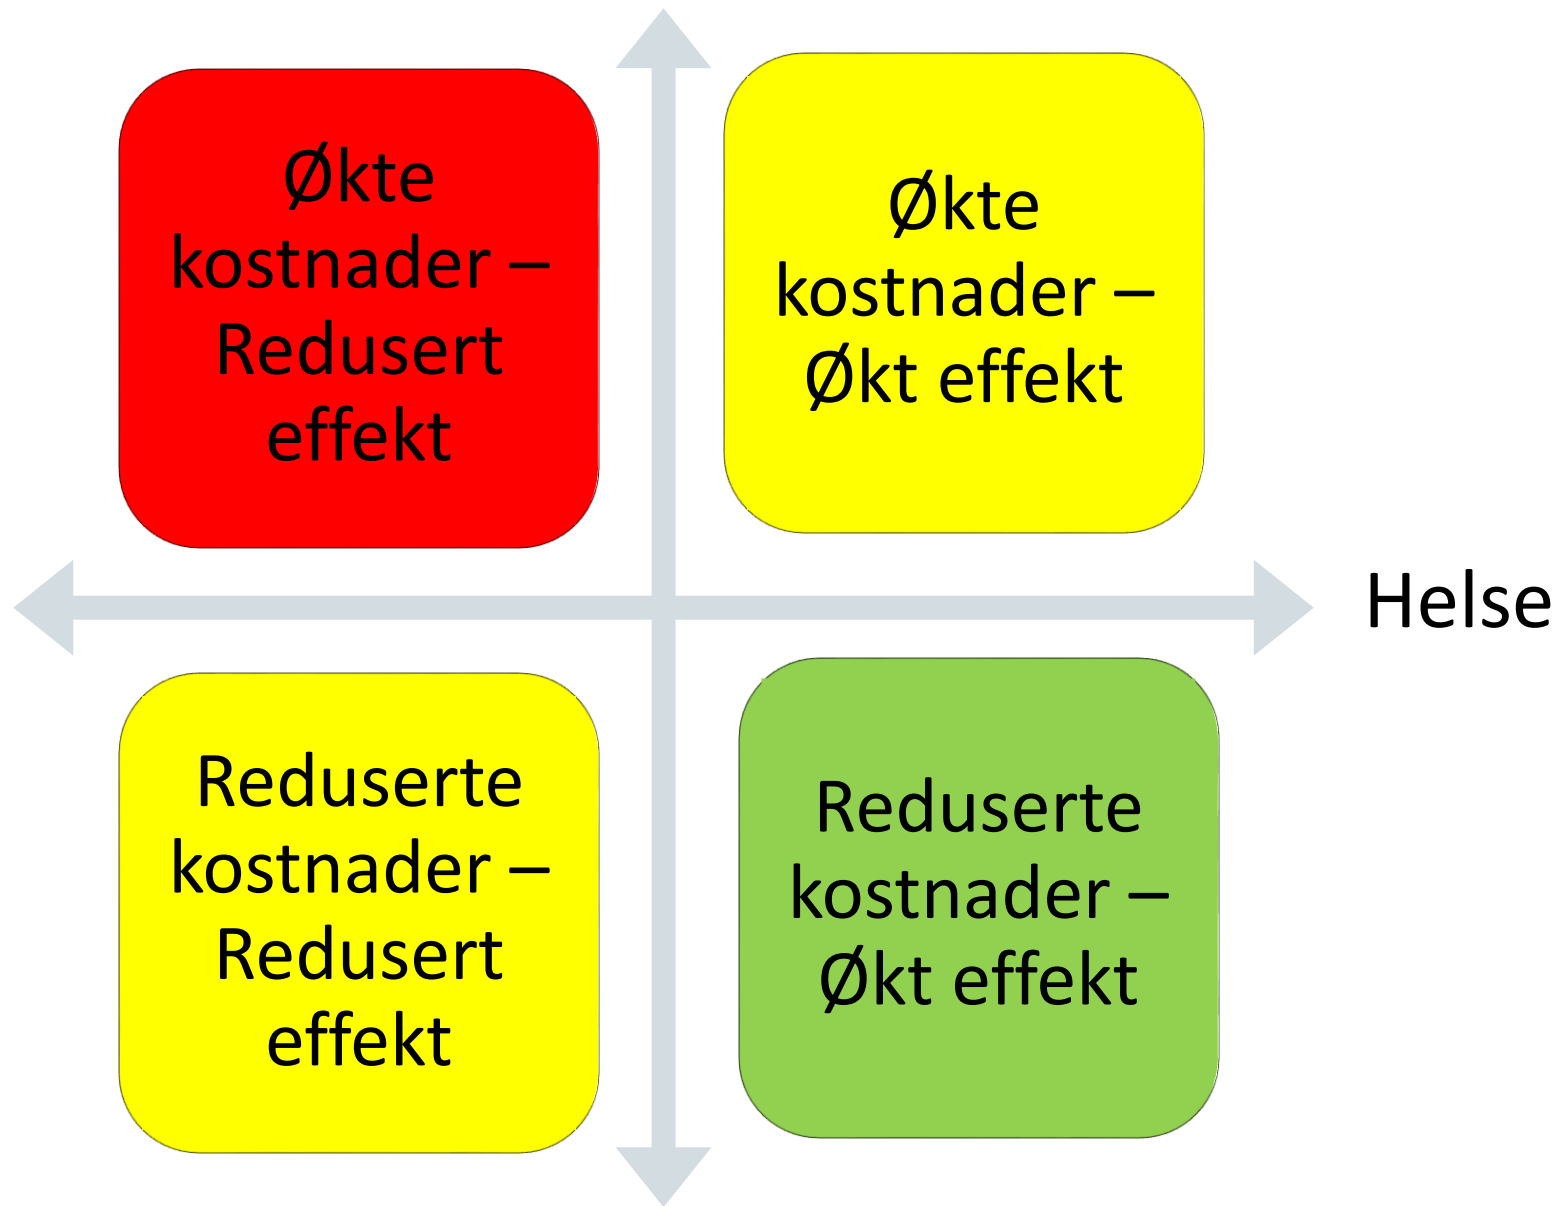 Økte
kostnader –
Redusert
effekt
Økte
kostnader –
Økt effekt
Helse
Reduserte
kostnader –
Redusert
effekt
Reduserte
kostnader –
Økt effekt